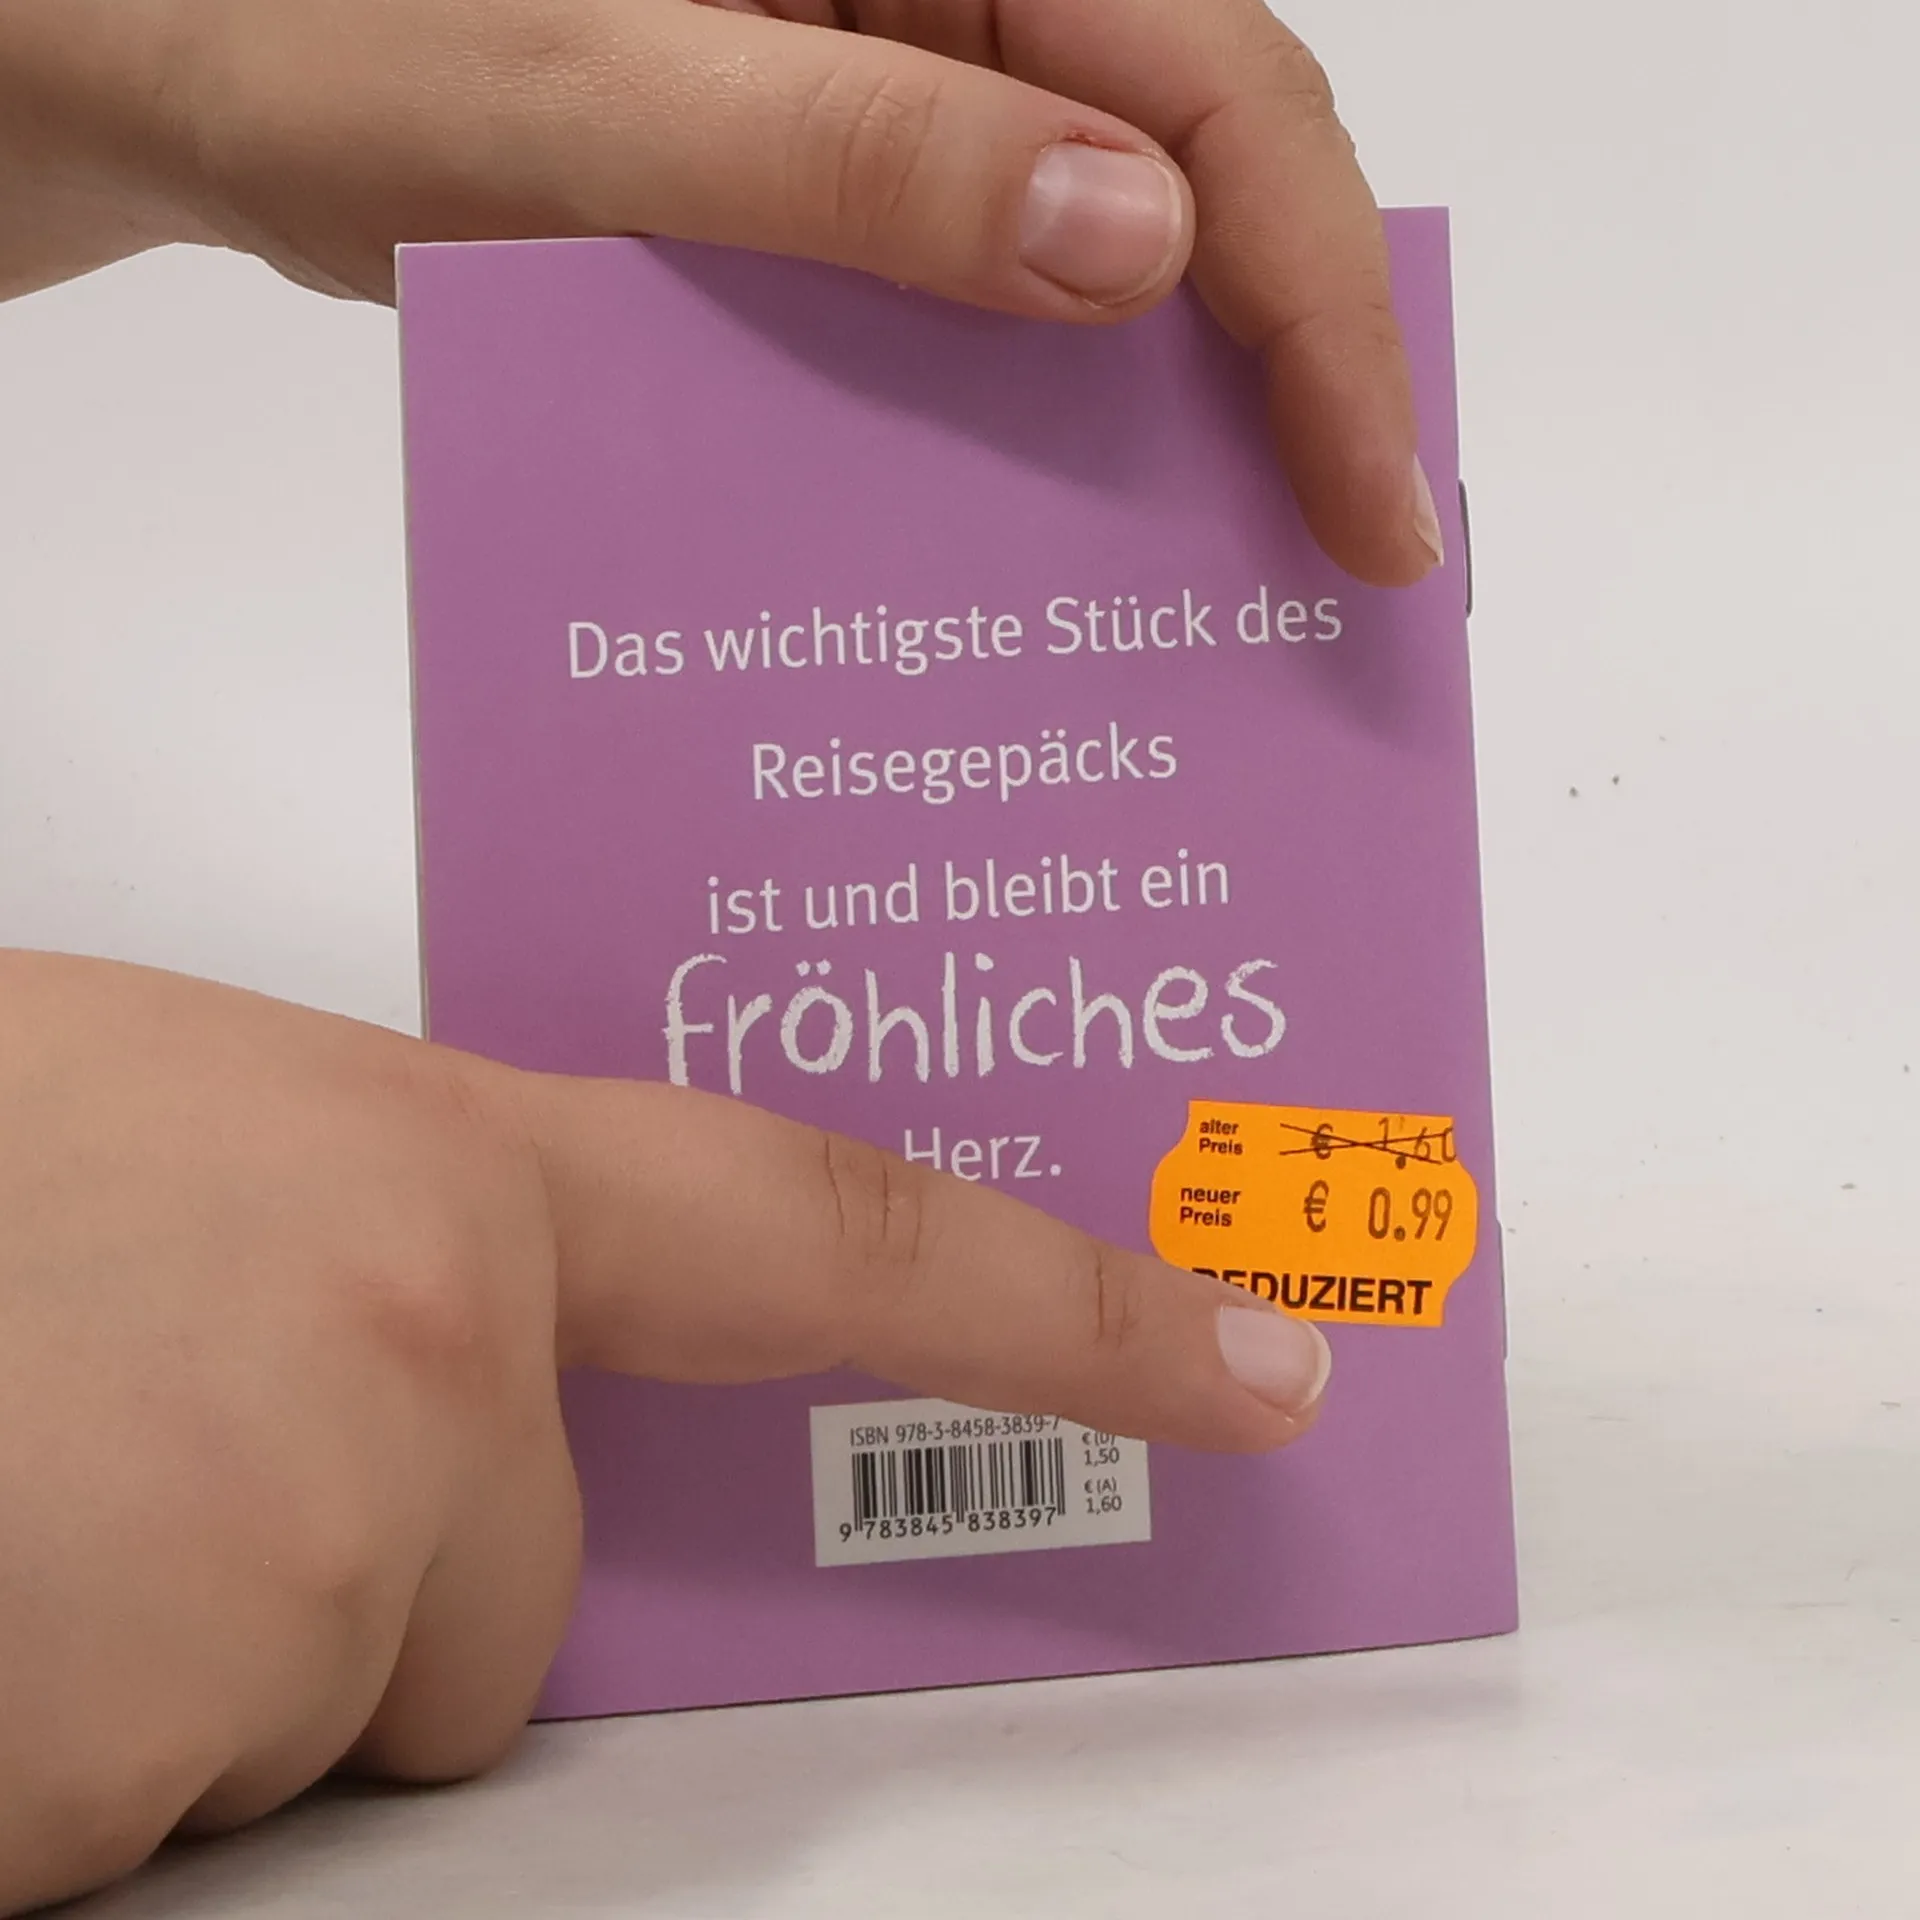 Das wichtigste Stück des
Reisegepäcks
ist und bleibt ein
fröhliches
Herz.
alter
Preis € 1.60
neuer
Preis € 0.99
REDUZIERT
ISBN 978-3-8458-3839-7
€ (D)
1,50
€ (A)
1,60
9 783845 838397